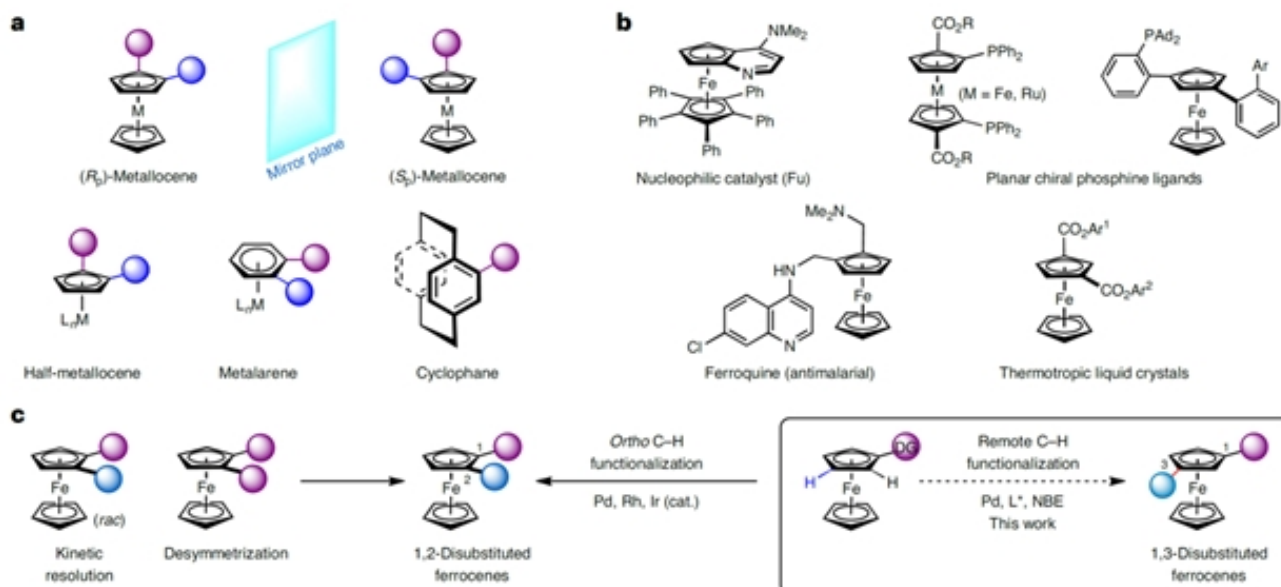 a
M
(Rp)-Metallocene
Mirror plane
M
(Sp)-Metallocene
LnM
Half-metallocene
LnM
Metalarene
Cyclophane
b
NMe2
N
Fe
Ph
Ph
Ph
Ph
Ph
Nucleophilic catalyst (Fu)
CO2R
PPh2
M
(M = Fe, Ru)
PPh2
CO2R
PAd2
Ar
Fe
Planar chiral phosphine ligands
Me2N
HN
Fe
Cl
N
Ferroquine (antimalarial)
CO2Ar1
Fe
CO2Ar2
Thermotropic liquid crystals
c
Fe
(rac)
Kinetic
resolution
Fe
Desymmetrization
1
Fe
2
1,2-Disubstituted
ferrocenes
Ortho C–H
functionalization
Pd, Rh, Ir (cat.)
DG
H
Fe
H
Remote C–H
functionalization
Pd, L*, NBE
This work
1
3
Fe
1,3-Disubstituted
ferrocenes